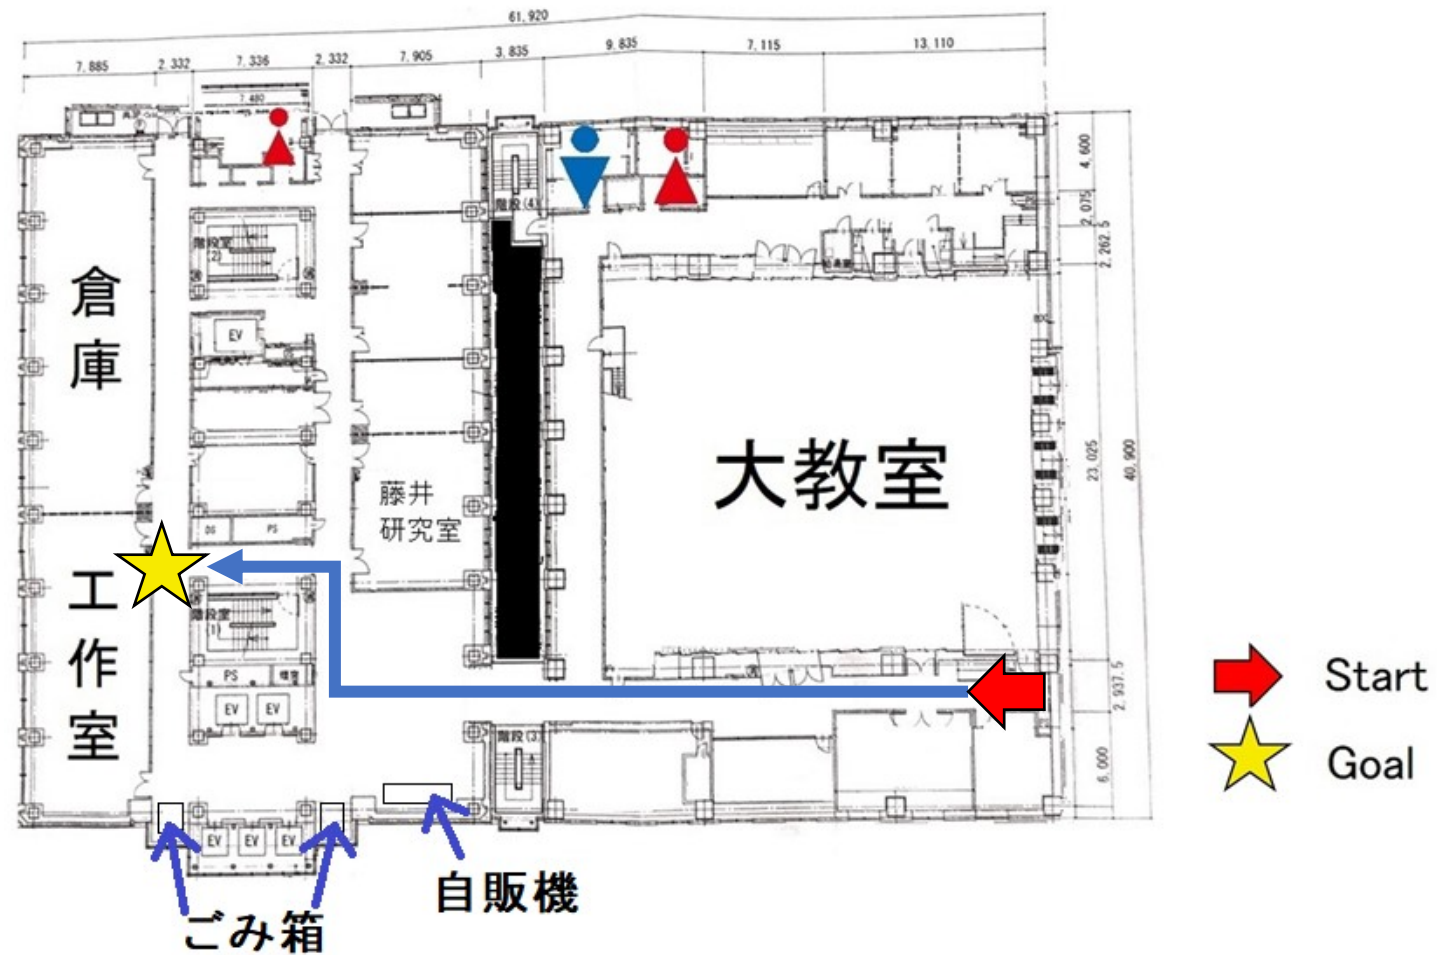 61,920
7,885
2,332
7,336
2,332
7,905
3,835
9,835
7,115
13,110
7,480
4,600
2,075
2,262.5
階段(4)
階段室
(2)
EV
倉庫
大教室
23,025
40,900
藤井
研究室
DS
PS
工作室
階段室
(1)
PS
EV
EV
2,937.5
Start
階段(3)
6,000
Goal
EV
EV
EV
自販機
ごみ箱